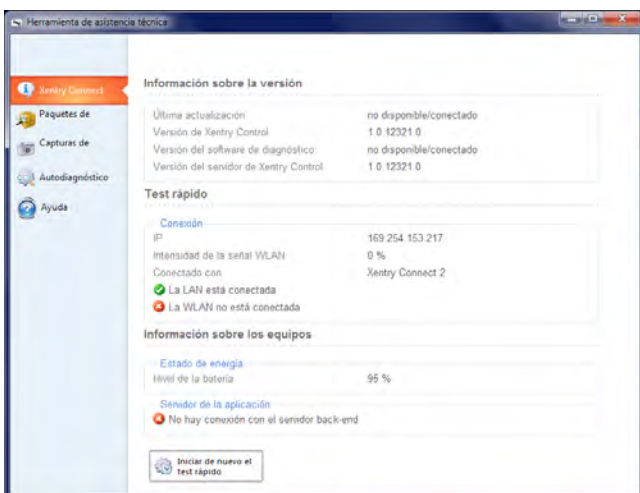 Herramienta de asistencia técnica
Xentry Connect
Paquetes de
Capturas de
Autodiagnóstico
Ayuda
Información sobre la versión
Última actualización no disponible/conectado
Versión de Xentry Control 1.0.12321.0
Versión del software de diagnóstico: no disponible/conectado
Versión del servidor de Xentry Control 1.0.12321.0
Test rápido
Conexión
IP 169.254.153.217
Intensidad de la señal WLAN 0 %
Conectado con Xentry Connect 2
La LAN está conectada
La WLAN no está conectada
Información sobre los equipos
Estado de energía
Nivel de la batería 95 %
Servidor de la aplicación
No hay conexión con el servidor back-end
Iniciar de nuevo el
test rápido